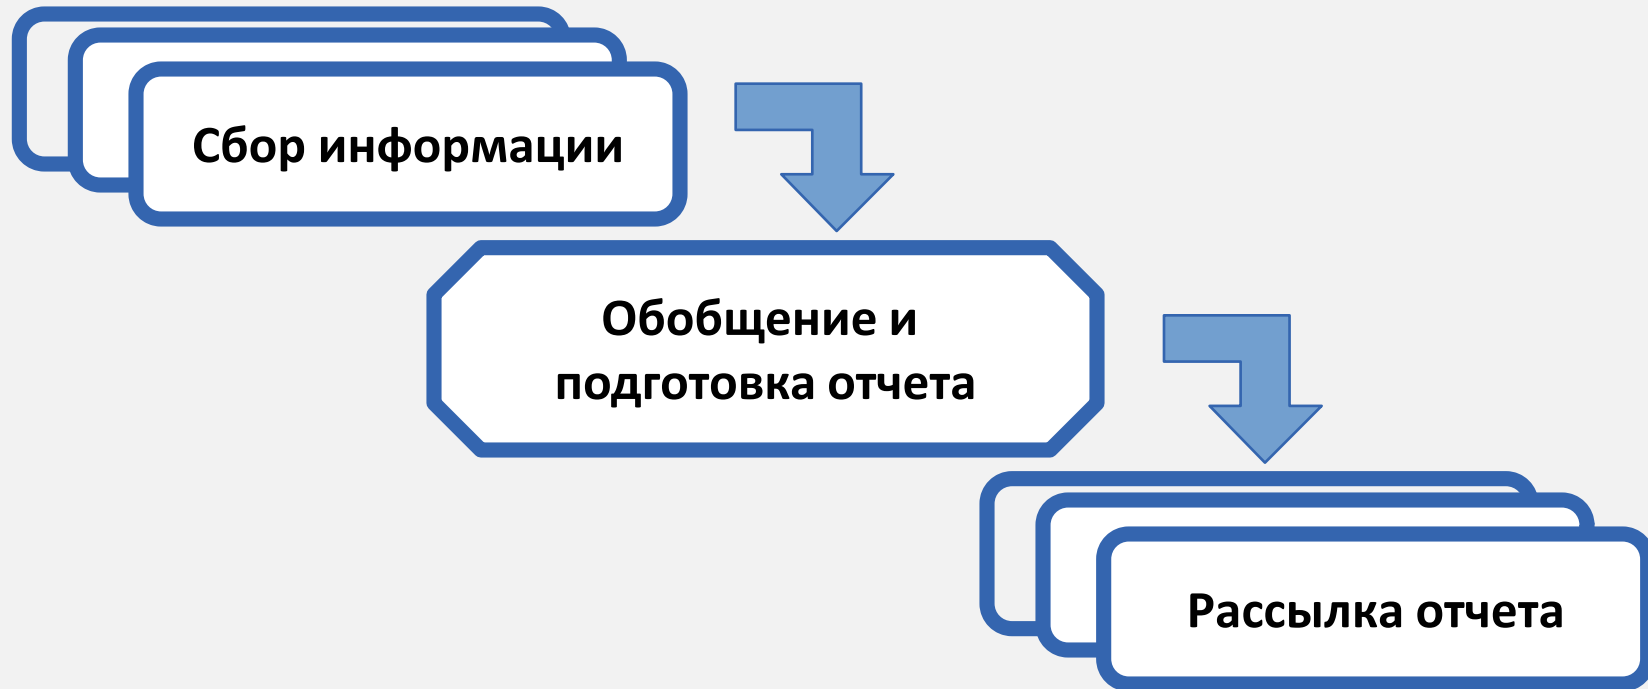 Сбор информации
Обобщение и
подготовка отчета
Рассылка отчета